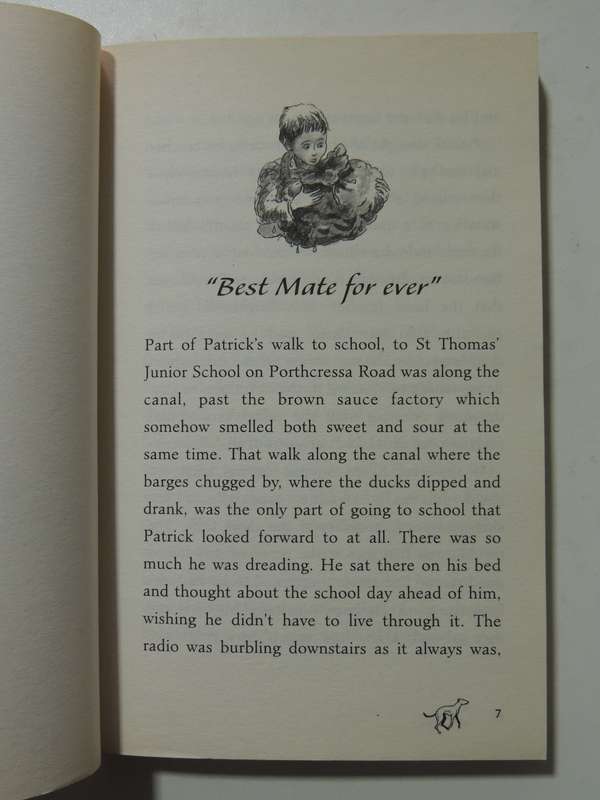 “Best Mate for ever”
Part of Patrick’s walk to school, to St Thomas’
Junior School on Porthcressa Road was along the
canal, past the brown sauce factory which
somehow smelled both sweet and sour at the
same time. That walk along the canal where the
barges chugged by, where the ducks dipped and
drank, was the only part of going to school that
Patrick looked forward to at all. There was so
much he was dreading. He sat there on his bed
and thought about the school day ahead of him,
wishing he didn't have to live through it. The
radio was burbling downstairs as it always was,
7